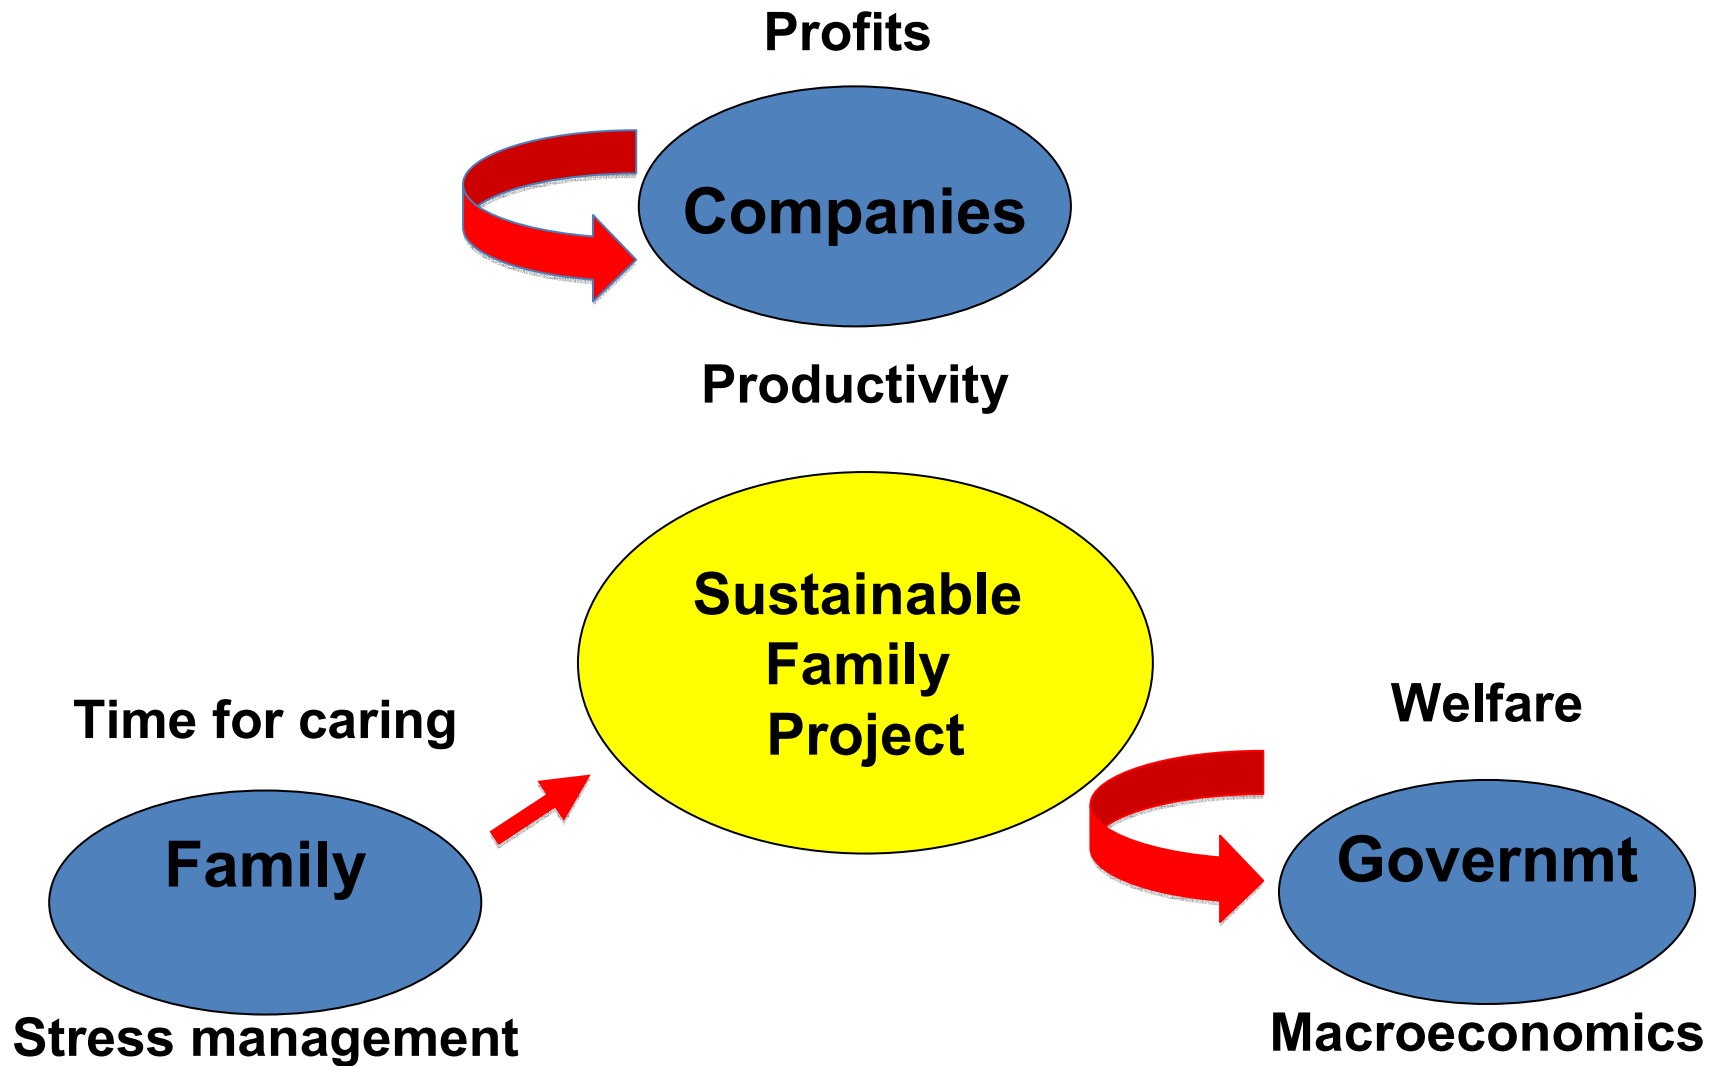 Profits
Companies
Productivity
Sustainable
Family
Project
Time for caring
Family
Stress management
Welfare
Governmt
Macroeconomics